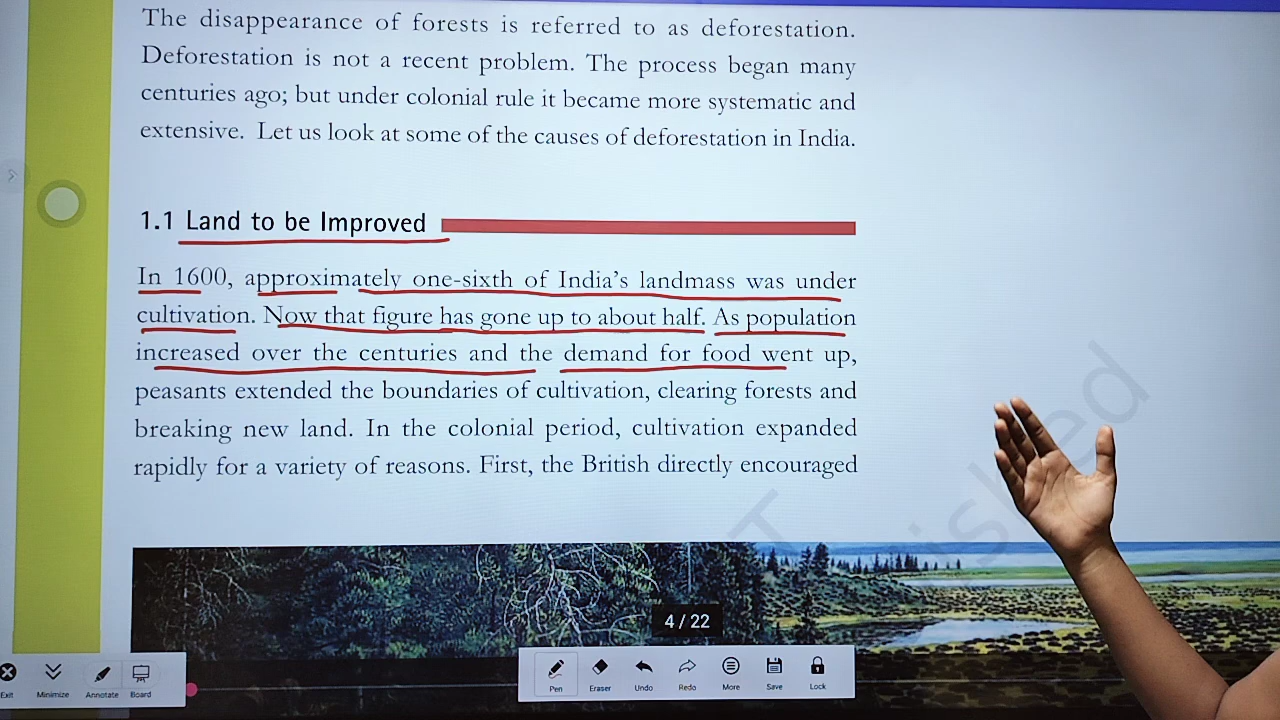 The disappearance of forests is referred to as deforestation.
Deforestation is not a recent problem. The process began many
centuries ago; but under colonial rule it became more systematic and
extensive. Let us look at some of the causes of deforestation in India.
1.1 Land to be Improved
In 1600, approximately one-sixth of India's landmass was under
cultivation. Now that figure has gone up to about half. As population
increased over the centuries and the demand for food went up,
peasants extended the boundaries of cultivation, clearing forests and
breaking new land. In the colonial period, cultivation expanded
rapidly for a variety of reasons. First, the British directly encouraged
4 / 22
Exit Minimize Annotate Board
Pen Eraser Undo Redo More Save Lock